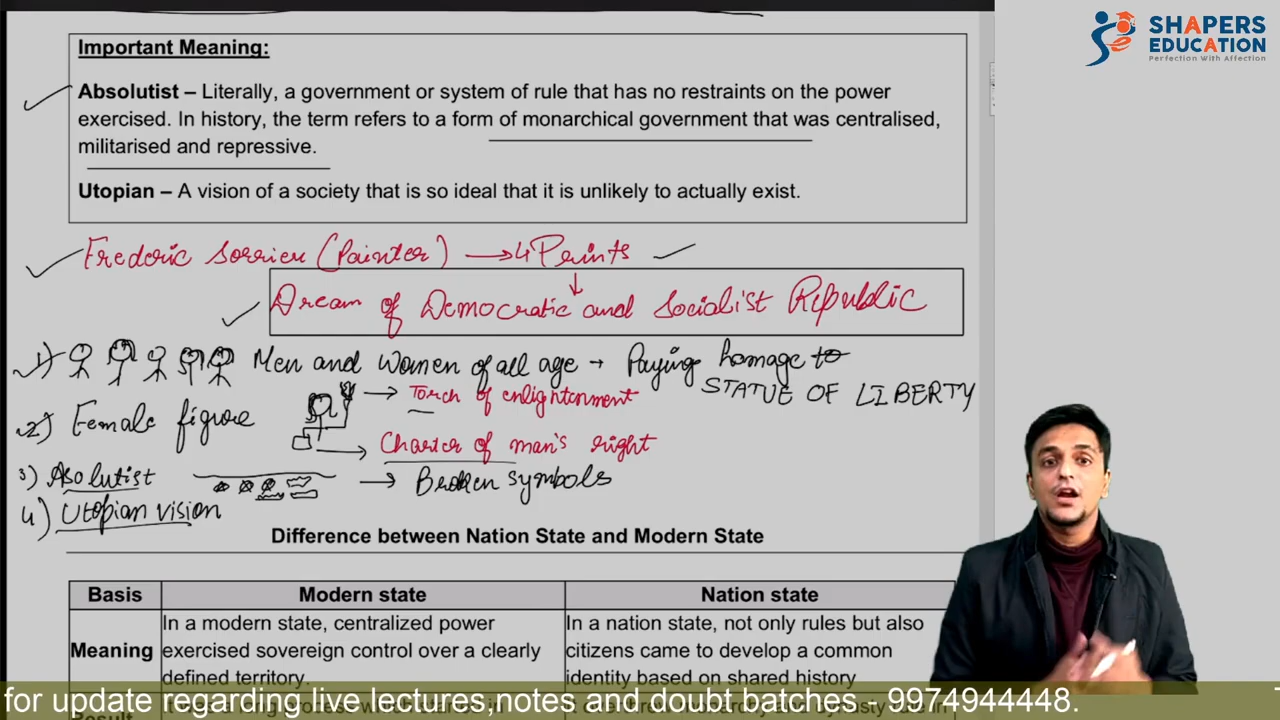 SHAPERS
EDUCATION
Perfection With Affection
Important Meaning:
Absolutist – Literally, a government or system of rule that has no restraints on the power
exercised. In history, the term refers to a form of monarchical government that was centralised,
militarised and repressive.
Utopian – A vision of a society that is so ideal that it is unlikely to actually exist.
Frederic Sorrieu (Painter) → 4 Prints
Dream of Democratic and Socialist Republic
1) Men and Women of all age → Paying homage to
STATUE OF LIBERTY
2) Female figure → Torch of enlightenment
→ Charter of man's right
3) Asolutist → Broken symbols
4) Utopian vision
Difference between Nation State and Modern State
Basis Modern state Nation state
Meaning
In a modern state, centralized power
exercised sovereign control over a clearly
defined territory.
In a nation state, not only rules but also
citizens came to develop a common
identity based on shared history
for update regarding live lectures,notes and doubt batches - 9974944448.